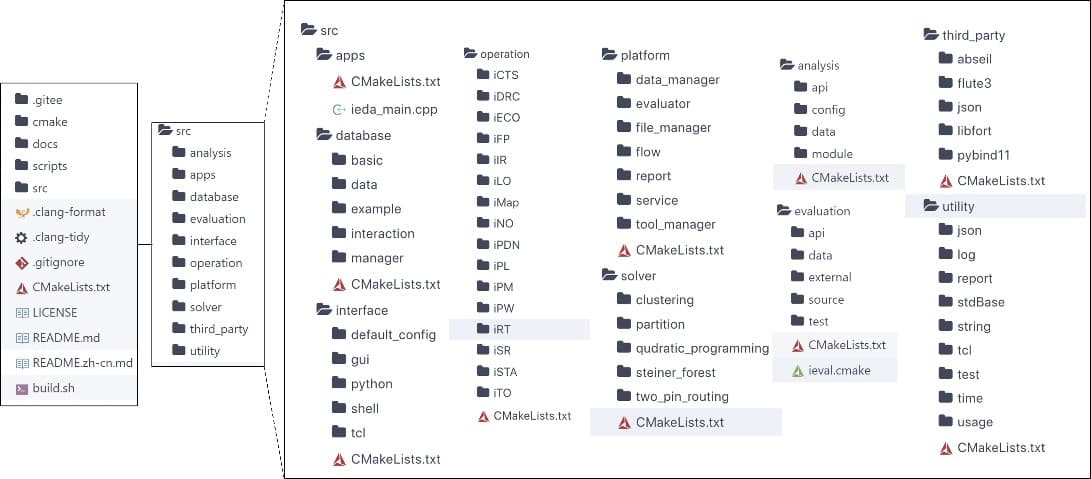 .gitee
cmake
docs
scripts
src
.clang-format
.clang-tidy
.gitignore
CMakeLists.txt
LICENSE
README.md
README.zh-cn.md
build.sh
src
analysis
apps
database
evaluation
interface
operation
platform
solver
third_party
utility
src
apps
CMakeLists.txt
ieda_main.cpp
database
basic
data
example
interaction
manager
CMakeLists.txt
interface
default_config
gui
python
shell
tcl
CMakeLists.txt
operation
iCTS
iDRC
iECO
iFP
iIR
iLO
iMap
iNO
iPDN
iPL
iPM
iPW
iRT
iSR
iSTA
iTO
CMakeLists.txt
platform
data_manager
evaluator
file_manager
flow
report
service
tool_manager
CMakeLists.txt
solver
clustering
partition
qudratic_programming
steiner_forest
two_pin_routing
CMakeLists.txt
analysis
api
config
data
module
CMakeLists.txt
evaluation
api
data
external
source
test
CMakeLists.txt
ieval.cmake
third_party
abseil
flute3
json
libfort
pybind11
CMakeLists.txt
utility
json
log
report
stdBase
string
tcl
test
time
usage
CMakeLists.txt